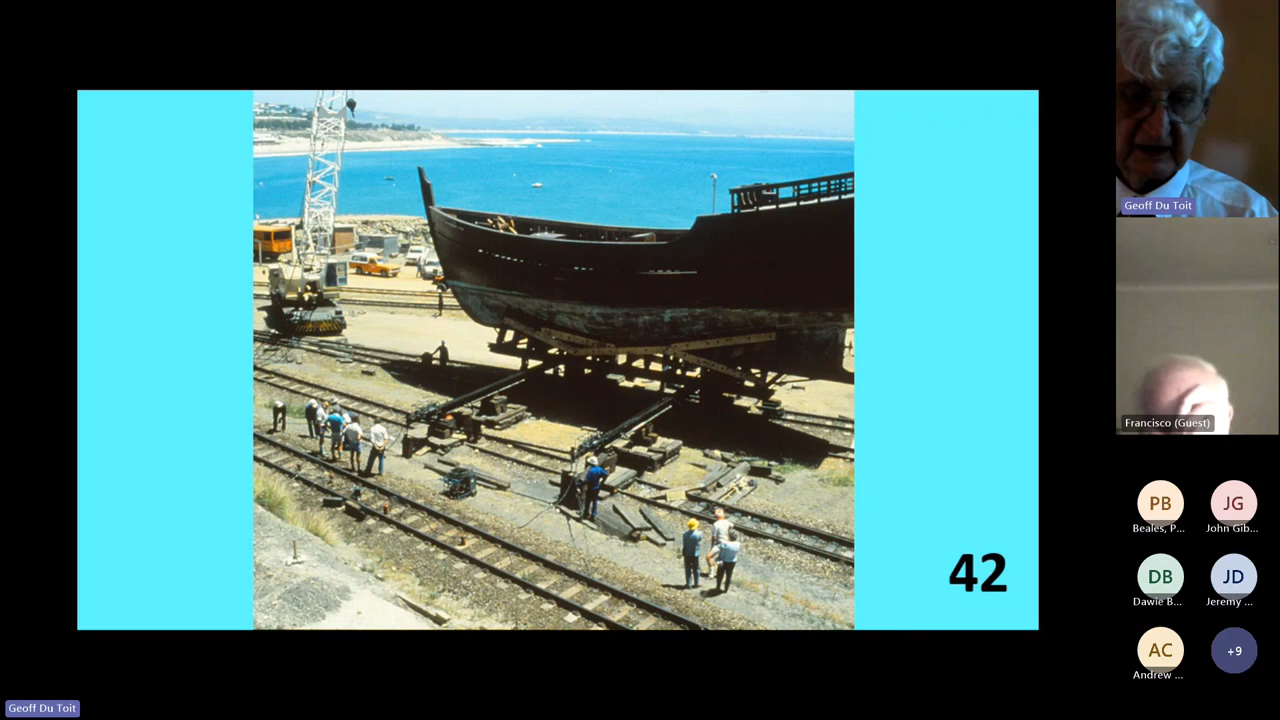 42
Geoff Du Toit
Francisco (Guest)
PB
JG
Beales, P...
John Gib...
DB
JD
Dawie B...
Jeremy ...
AC
+9
Andrew ...
Geoff Du Toit